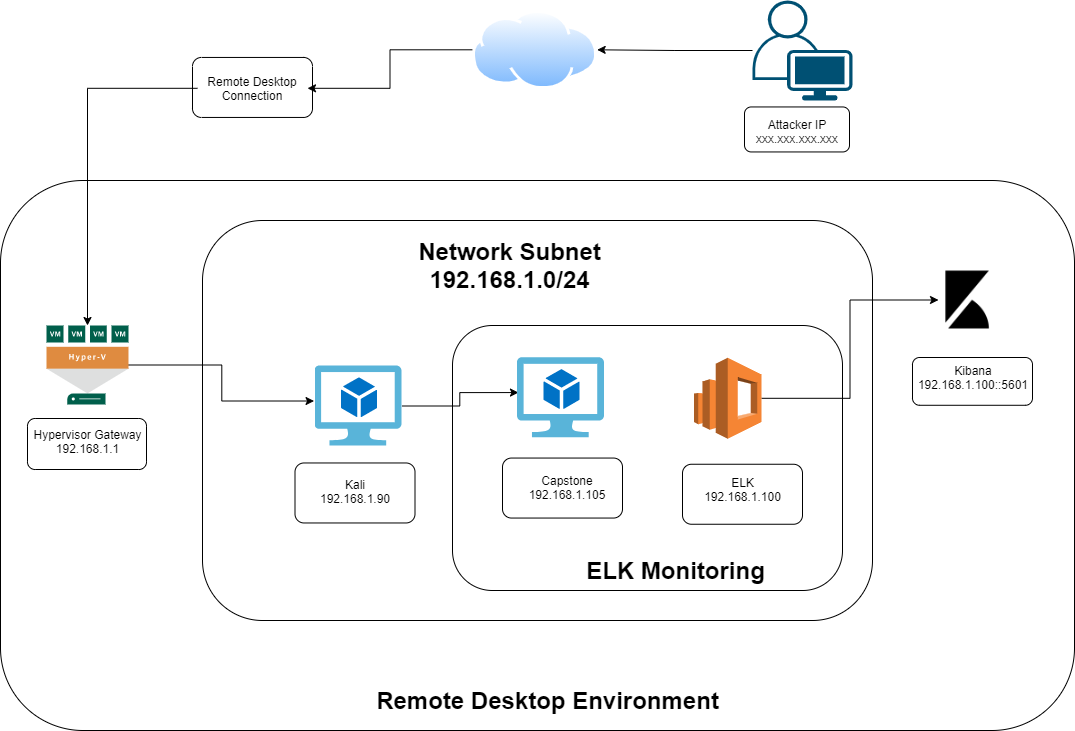 Remote Desktop
Connection
Attacker IP
XXX.XXX.XXX.XXX
Network Subnet
192.168.1.0/24
VM VM VM VM
Hyper-V
Hypervisor Gateway
192.168.1.1
Kali
192.168.1.90
Capstone
192.168.1.105
ELK
192.168.1.100
Kibana
192.168.1.100::5601
ELK Monitoring
Remote Desktop Environment